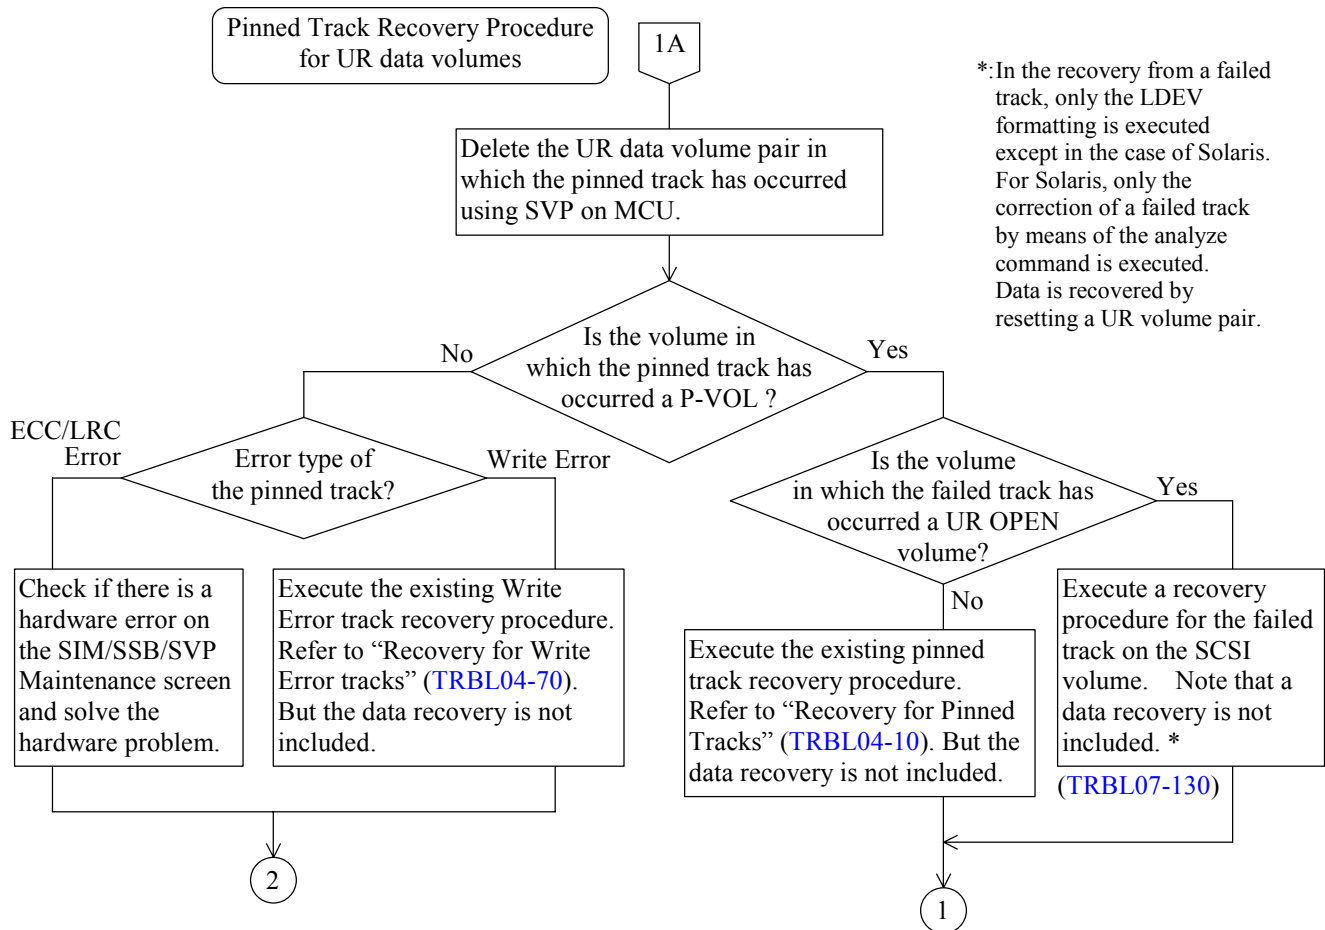 Pinned Track Recovery Procedure
for UR data volumes
1A
*:In the recovery from a failed
track, only the LDEV
formatting is executed
except in the case of Solaris.
For Solaris, only the
correction of a failed track
by means of the analyze
command is executed.
Data is recovered by
resetting a UR volume pair.
Delete the UR data volume pair in
which the pinned track has occurred
using SVP on MCU.
Is the volume in
which the pinned track has
occurred a P-VOL ?
No
Yes
ECC/LRC
Error
Error type of
the pinned track?
Write Error
Is the volume
in which the failed track has
occurred a UR OPEN
volume?
Yes
No
Check if there is a
hardware error on
the SIM/SSB/SVP
Maintenance screen
and solve the
hardware problem.
Execute the existing Write
Error track recovery procedure.
Refer to “Recovery for Write
Error tracks” (TRBL04-70).
But the data recovery is not
included.
Execute the existing pinned
track recovery procedure.
Refer to “Recovery for Pinned
Tracks” (TRBL04-10). But the
data recovery is not included.
Execute a recovery
procedure for the failed
track on the SCSI
volume. Note that a
data recovery is not
included. *
(TRBL07-130)
2
1